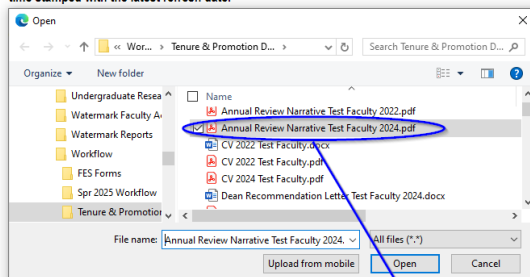 time stamped with the latest refresh date.
Open
« Wor... > Tenure & Promotion D... >
Search Tenure & Promotion D...
Organize
New folder
Undergraduate Resea
Watermark Faculty A
Watermark Reports
Workflow
FES Forms
Spr 2025 Workflow
Tenure & Promotion
Name
Annual Review Narrative Test Faculty 2022.pdf
Annual Review Narrative Test Faculty 2024.pdf
CV 2022 Test Faculty.docx
CV 2022 Test Faculty.pdf
CV 2024 Test Faculty.pdf
Dean Recommendation Letter Test Faculty 2024.docx
File name:
Annual Review Narrative Test Faculty 2024.
All files (*.*)
Upload from mobile
Open
Cancel